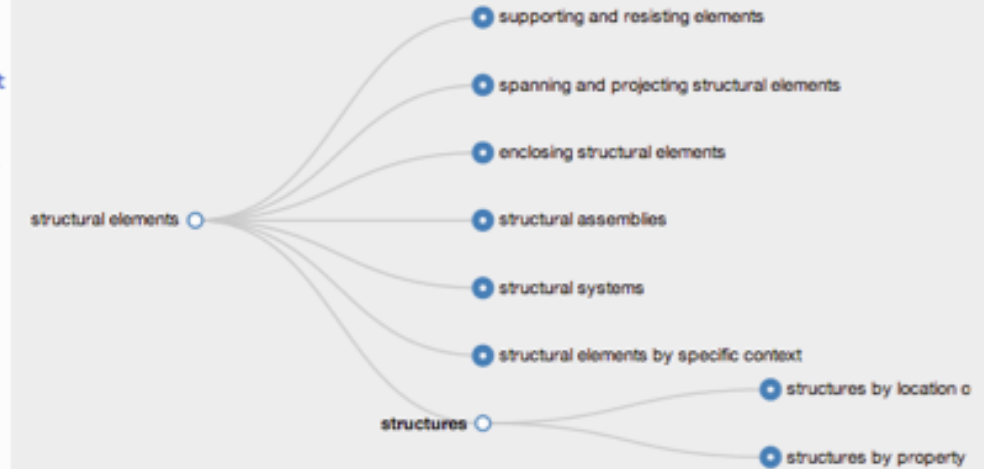 supporting and resisting elements
t
spanning and projecting structural elements
enclosing structural elements
structural elements
structural assemblies
structural systems
structural elements by specific context
structures by location o
structures
structures by property